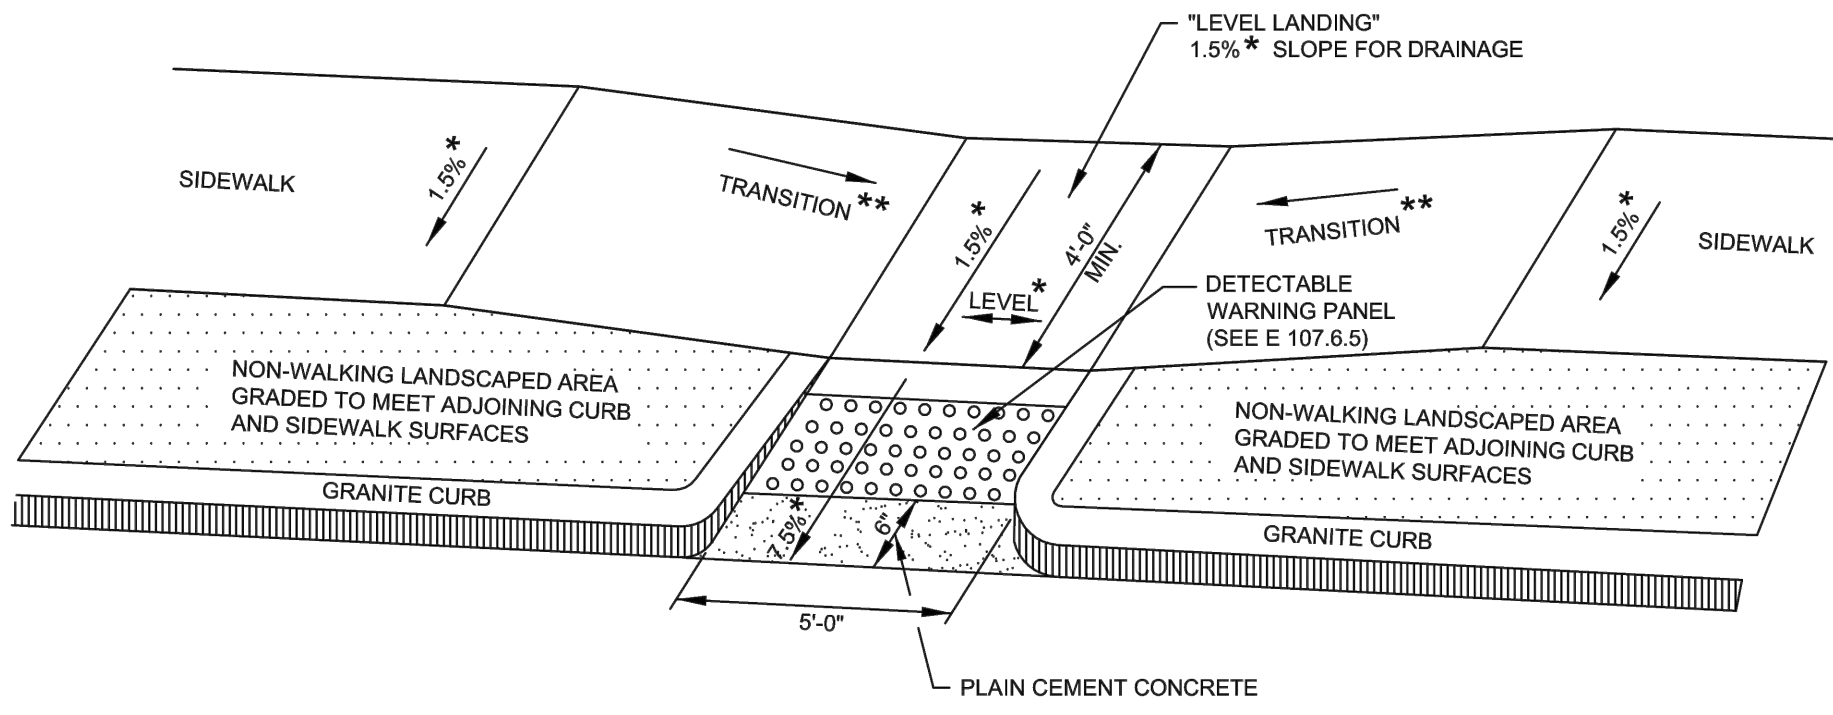 "LEVEL LANDING"
1.5%* SLOPE FOR DRAINAGE
SIDEWALK
1.5%*
TRANSITION**
1.5%*
4'-0"
MIN.
LEVEL*
TRANSITION**
1.5%*
SIDEWALK
DETECTABLE
WARNING PANEL
(SEE E 107.6.5)
NON-WALKING LANDSCAPED AREA
GRADED TO MEET ADJOINING CURB
AND SIDEWALK SURFACES
NON-WALKING LANDSCAPED AREA
GRADED TO MEET ADJOINING CURB
AND SIDEWALK SURFACES
GRANITE CURB
7.5%*
6"
GRANITE CURB
5'-0"
PLAIN CEMENT CONCRETE